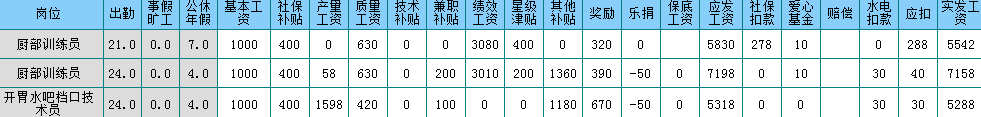 岗位 出勤 事假旷工 公休年假 基本工资 社保补贴 产量工资 质量工资 技术补贴 兼职补贴 绩效工资 星级津贴 其他补贴 奖励 乐捐 保底工资 应发工资 社保扣款 爱心基金 赔偿 水电扣款 应扣 实发工资
厨部训练员 21.0 0.0 7.0 1000 400 0 630 0 3080 400 320 0 0 5830 278 10 0 288 5542
厨部训练员 24.0 0.0 4.0 1000 400 58 630 0 200 3010 200 1360 390 -50 0 7198 0 10 30 40 7158
开胃水吧档口技术员 24.0 0.0 4.0 1000 400 1598 420 0 100 0 1180 670 -50 0 5318 0 30 30 5288